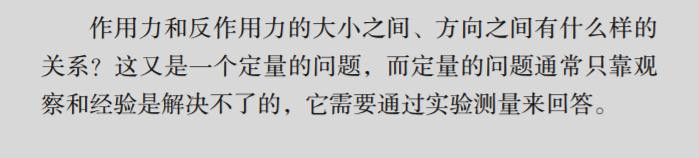 作用力和反作用力的大小之间、方向之间有什么样的
关系？这又是一个定量的问题，而定量的问题通常只靠观
察和经验是解决不了的，它需要通过实验测量来回答。